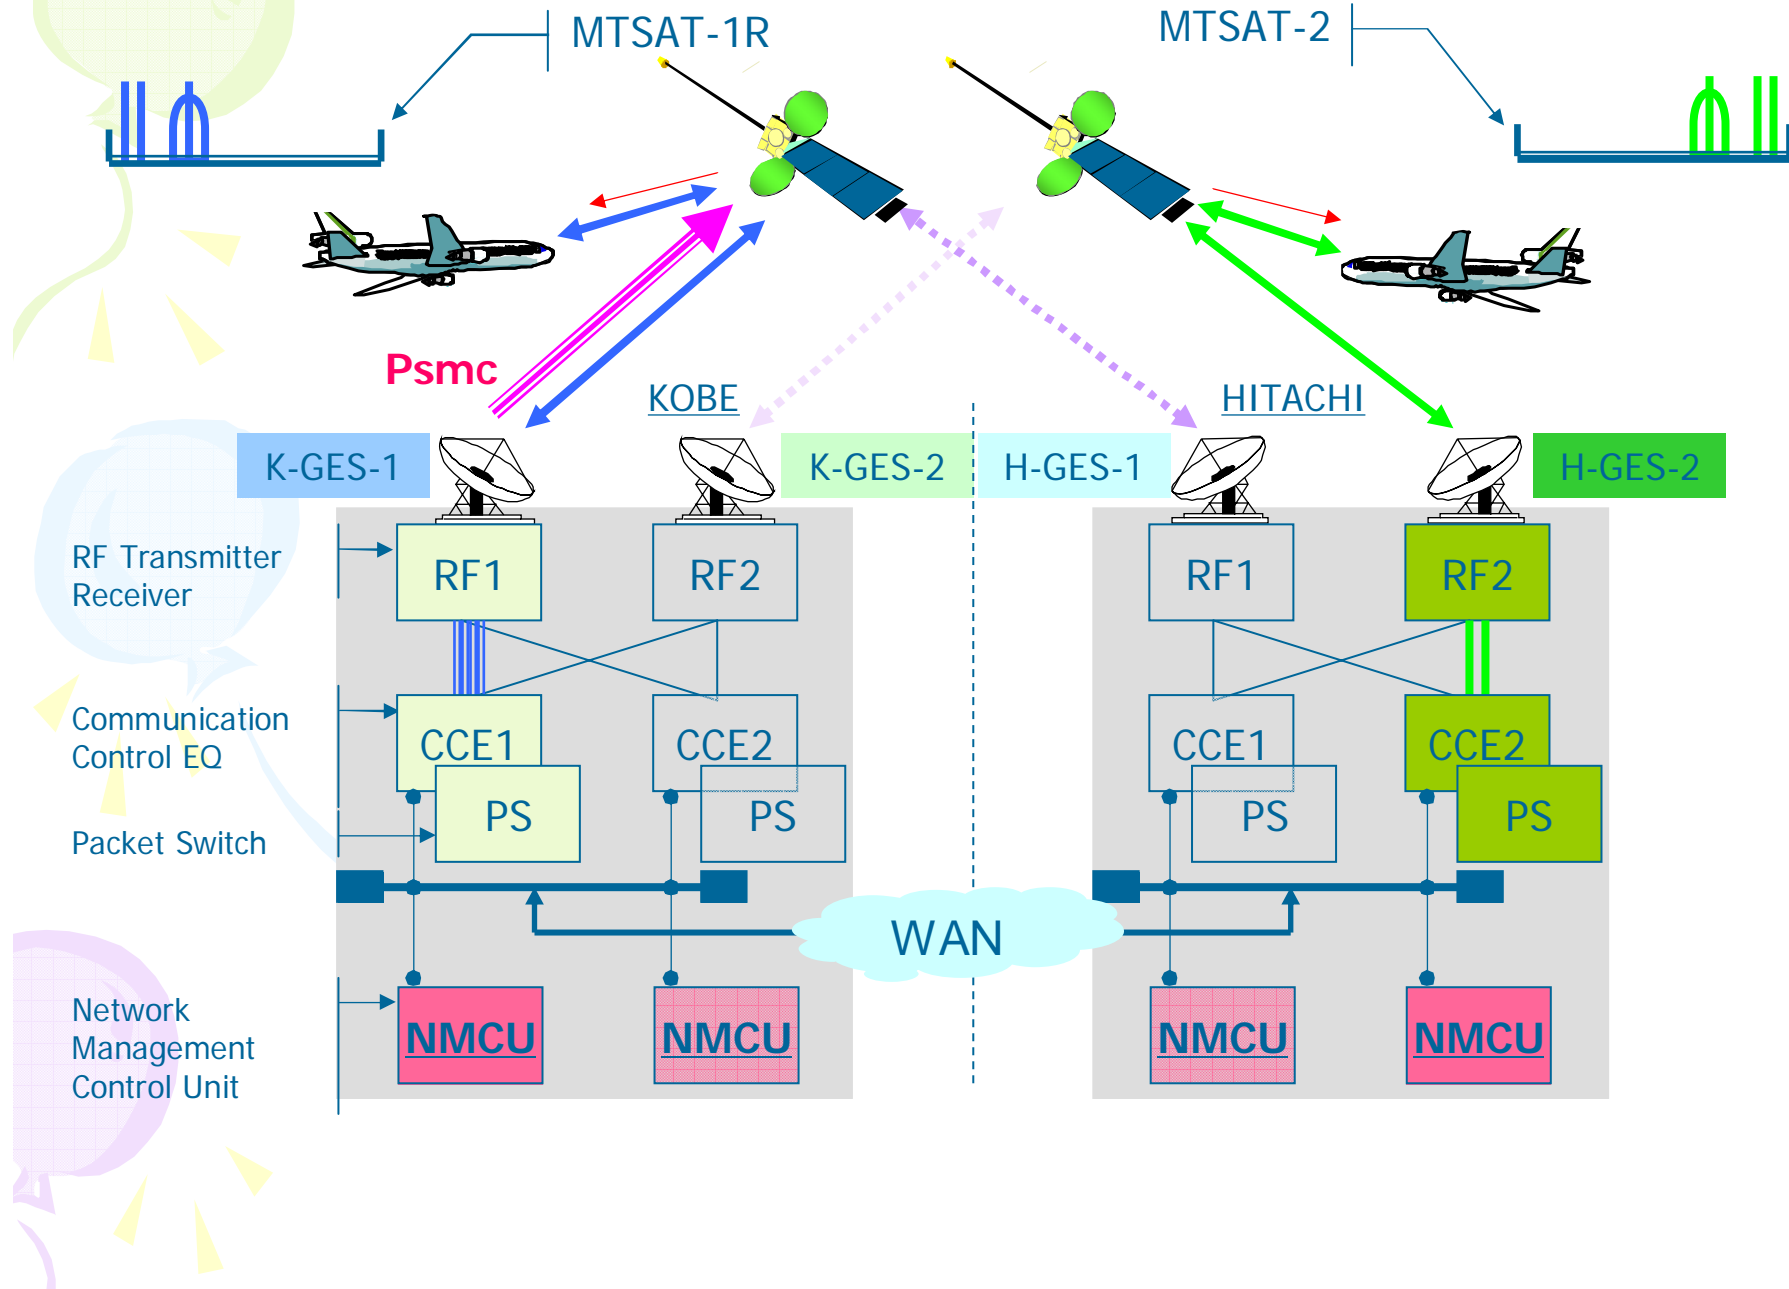 MTSAT-1R
MTSAT-2
Psmc
KOBE
HITACHI
K-GES-1
K-GES-2
H-GES-1
H-GES-2
RF Transmitter
Receiver
RF1
RF2
RF1
RF2
Communication
Control EQ
CCE1
CCE2
CCE1
CCE2
Packet Switch
PS
PS
PS
PS
WAN
Network
Management
Control Unit
NMCU
NMCU
NMCU
NMCU